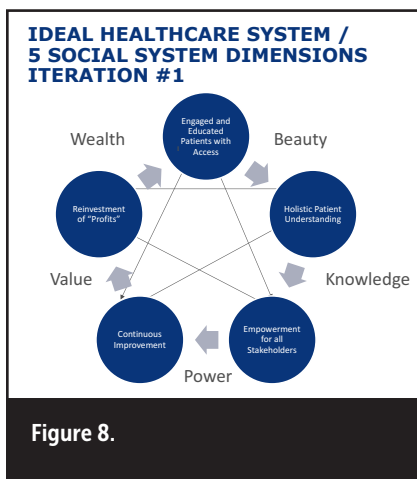 IDEAL HEALTHCARE SYSTEM /
5 SOCIAL SYSTEM DIMENSIONS
ITERATION #1
Engaged and
Educated
Patients with
Access
Wealth
Beauty
Reinvestment
of “Profits”
Holistic Patient
Understanding
Value
Knowledge
Continuous
Improvement
Empowerment
for all
Stakeholders
Power
Figure 8.